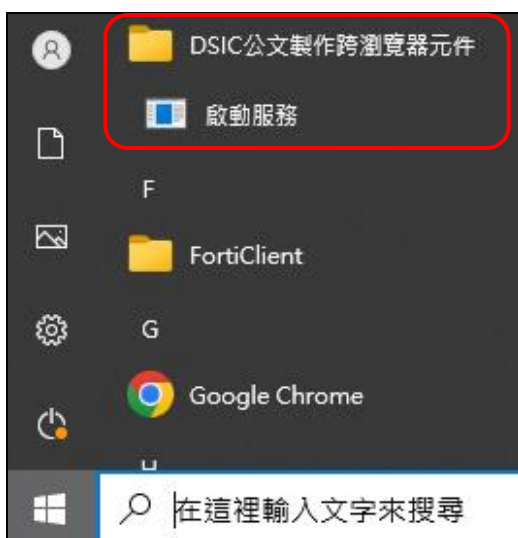 DSIC公文製作跨瀏覽器元件
啟動服務
F
FortiClient
G
Google Chrome
H
在這裡輸入文字來搜尋